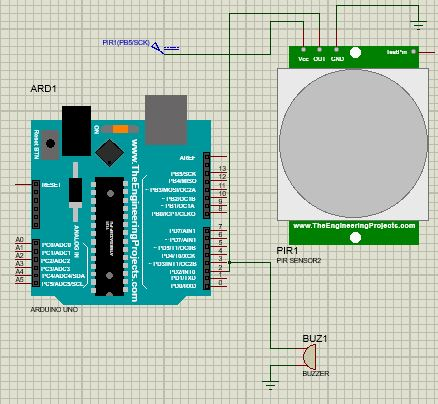 PIR1(PB5/SCK)
Vcc OUT GND
TestPin
ARD1
Reset BTN
ON
www.TheEngineeringProjects.com
AREF
RESET
PB5/SCK 13
PB4/MISO 12
~PB3/MOSI/OC2A 11
~PB2/OC1B 10
~PB1/OC1A 9
PB0/ICP1/CLKO 8
ANALOG IN
PD7/AIN1 7
~PD6/AIN0 6
PD4/T0/XCK 4
~PD3/INT1/OC2B 3
PD2/INT0 2
PD1/TXD 1
PD0/RXD 0
A0 PC0/ADC0
A1 PC1/ADC1
A2 PC2/ADC2
A3 PC3/ADC3
A4 PC4/ADC4/SDA
A5 PC5/ADC5/SCL
ARDUINO UNO
www.TheEngineeringProjects.com
PIR1
PIR SENSOR2
BUZ1
BUZZER